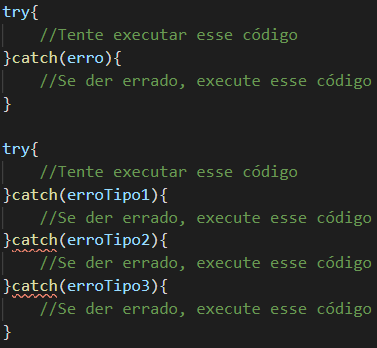 try{
//Tente executar esse código
}catch(erro){
//Se der errado, execute esse código
}
try{
//Tente executar esse código
}catch(erroTipo1){
//Se der errado, execute esse código
}catch(erroTipo2){
//Se der errado, execute esse código
}catch(erroTipo3){
//Se der errado, execute esse código
}